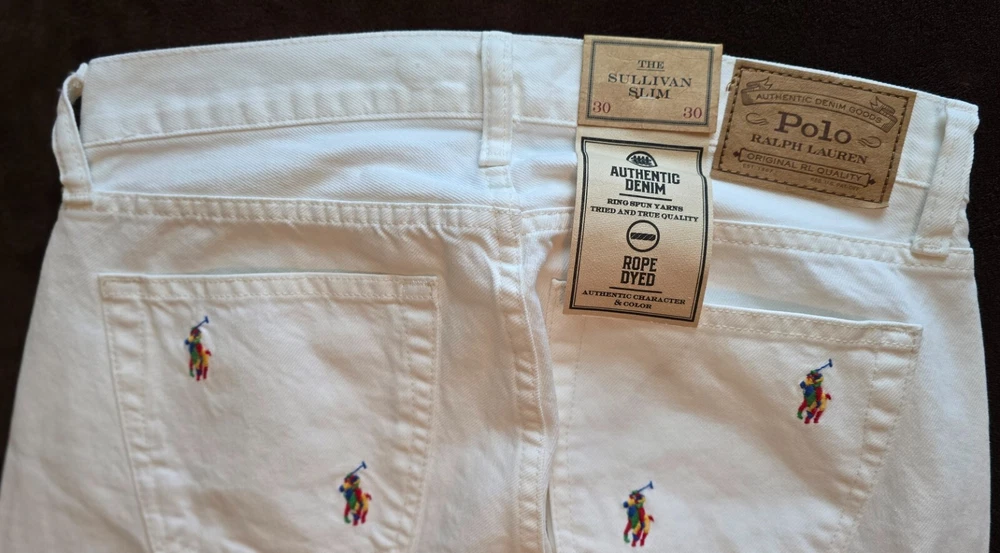 THE
SULLIVAN
SLIM
30 30
AUTHENTIC DENIM GOODS
Polo
RALPH LAUREN
ORIGINAL RL QUALITY
AUTHENTIC
DENIM
RING SPUN YARNS
TRIED AND TRUE QUALITY
ROPE
DYED
AUTHENTIC CHARACTER
& COLOR